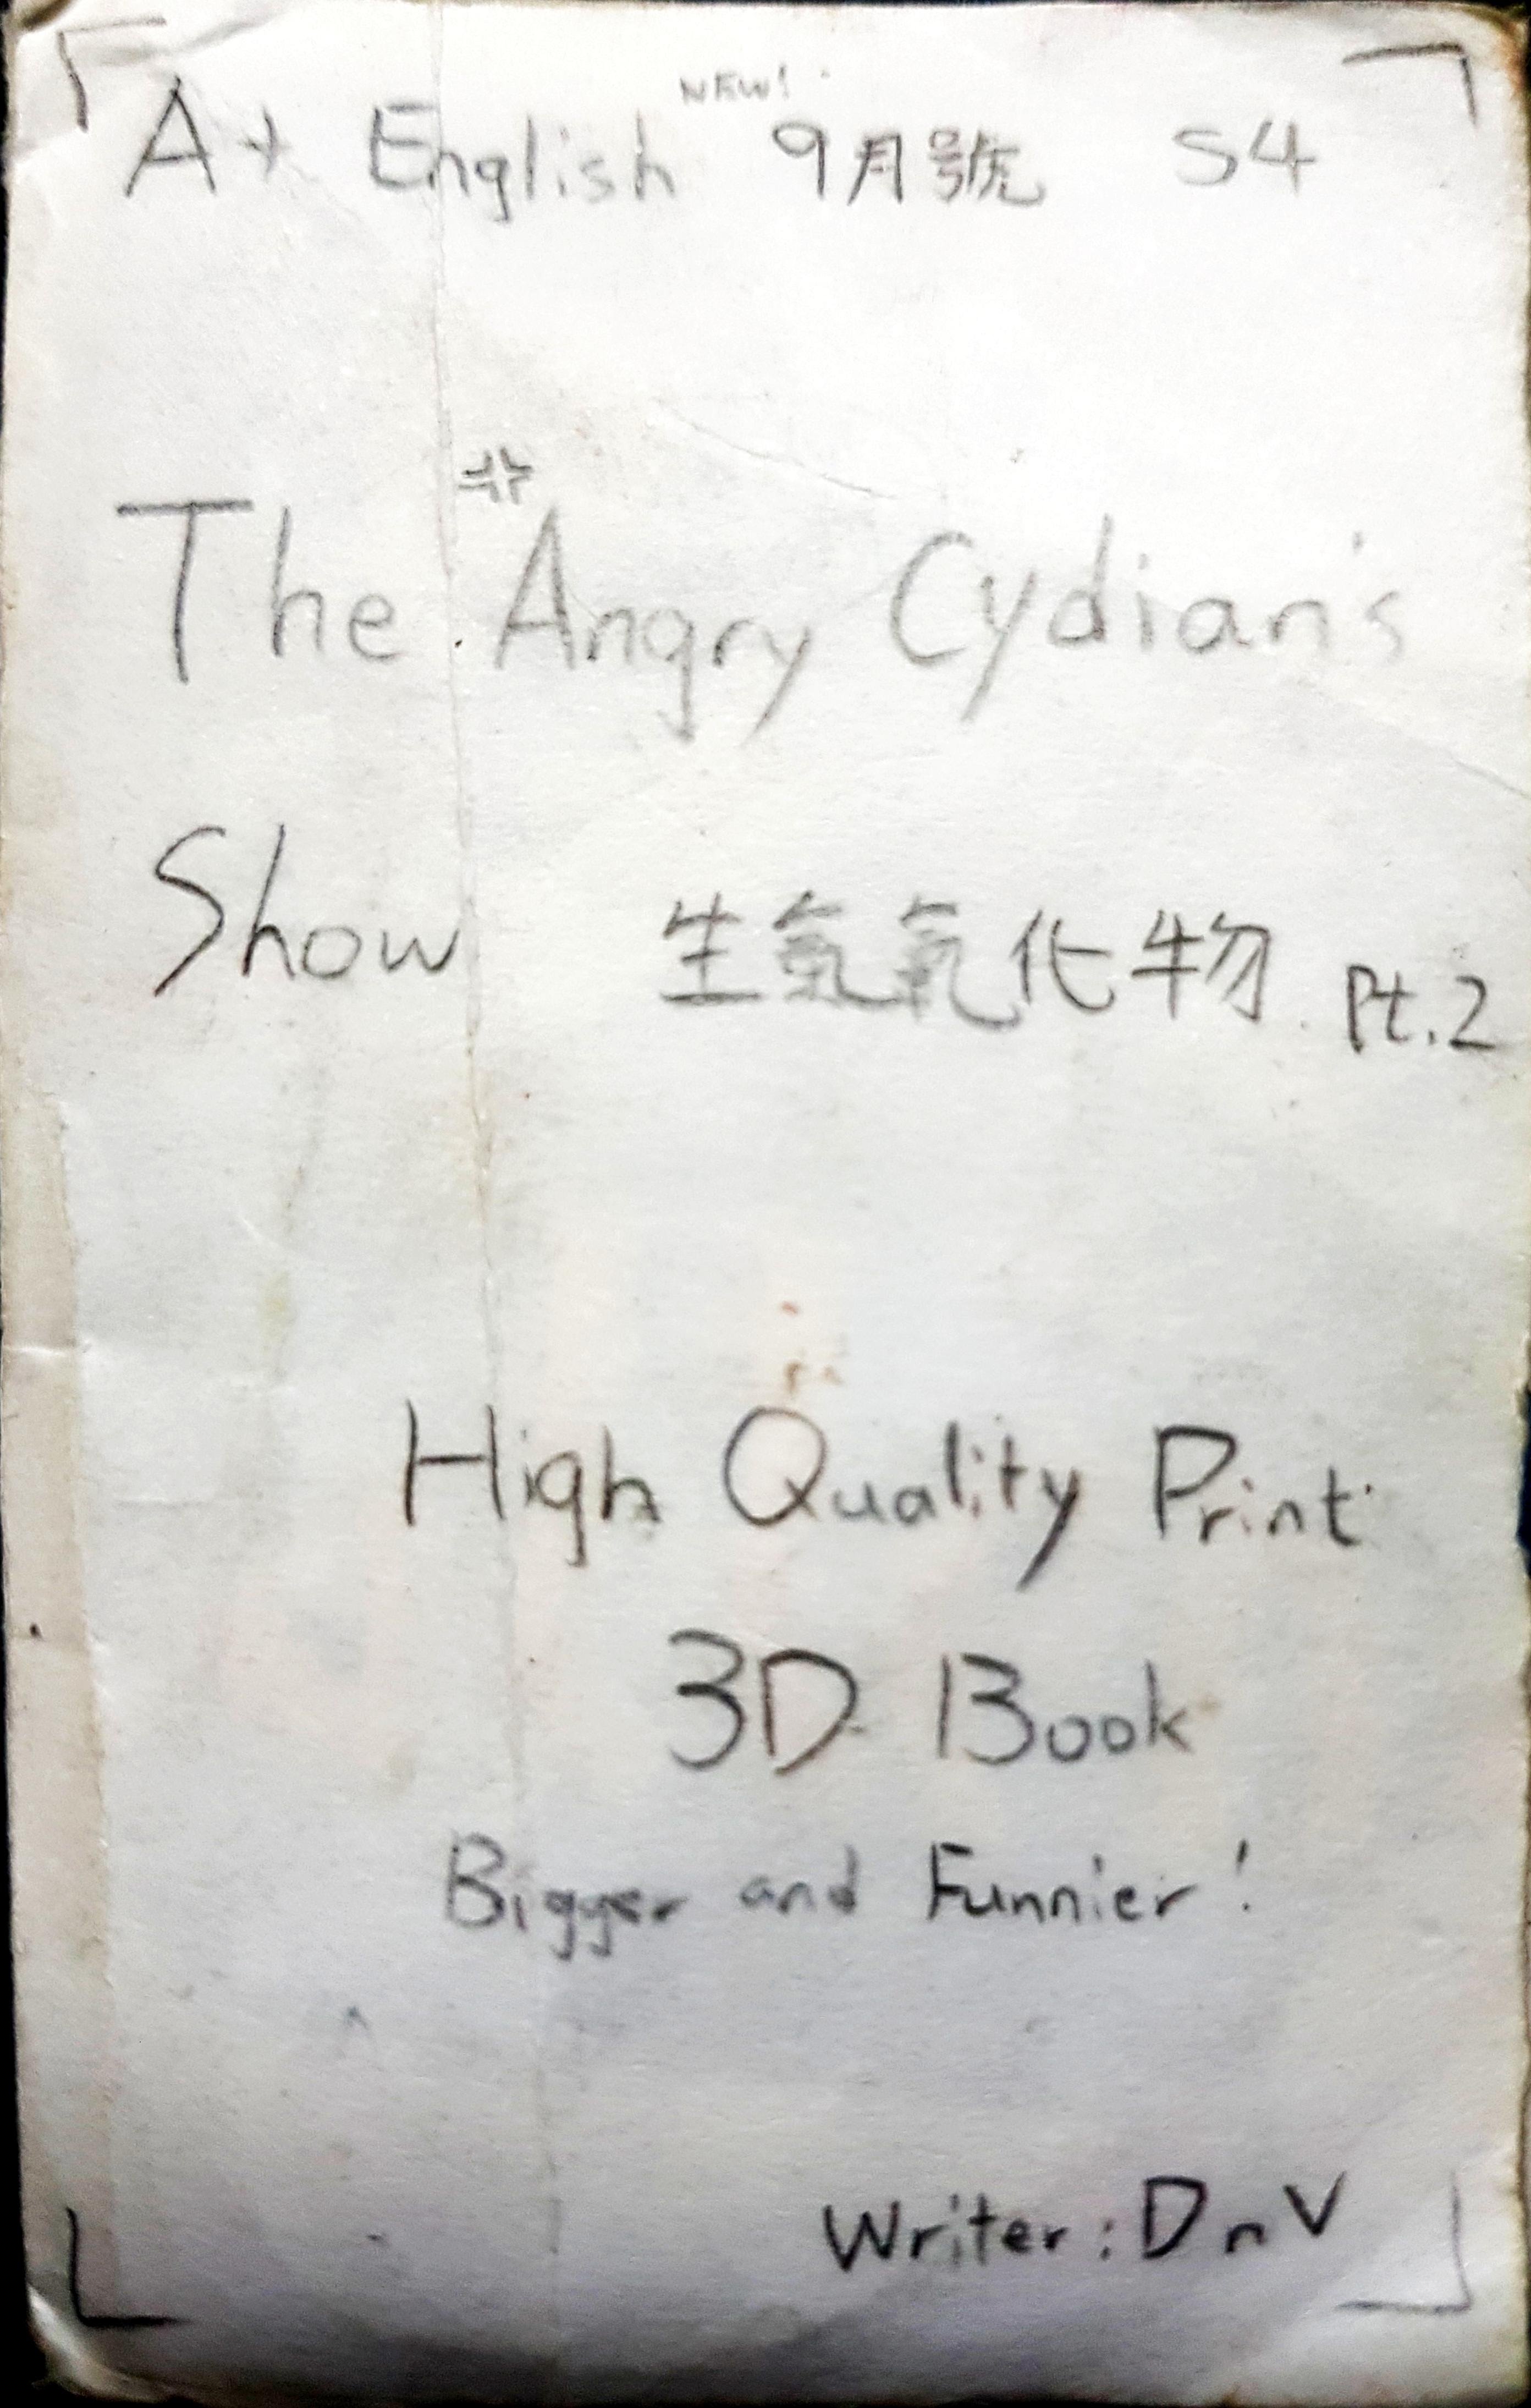 NEW!
A+ English 9月號 S4
The Angry Cydian's
Show 生氣氧化物 Pt.2
High Quality Print
3D Book
Bigger and Funnier!
Writer: DnV